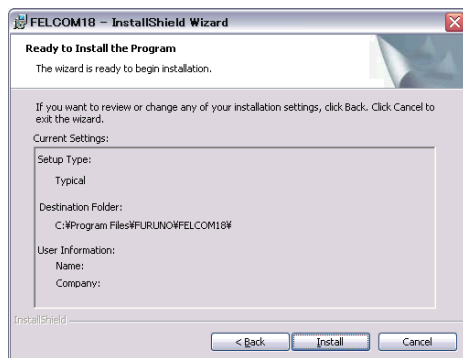 FELCOM18 - InstallShield Wizard
Ready to Install the Program
The wizard is ready to begin installation.
If you want to review or change any of your installation settings, click Back. Click Cancel to
exit the wizard.
Current Settings:
Setup Type:
Typical
Destination Folder:
C:¥Program Files¥FURUNO¥FELCOM18¥
User Information:
Name:
Company:
InstallShield
< Back
Install
Cancel